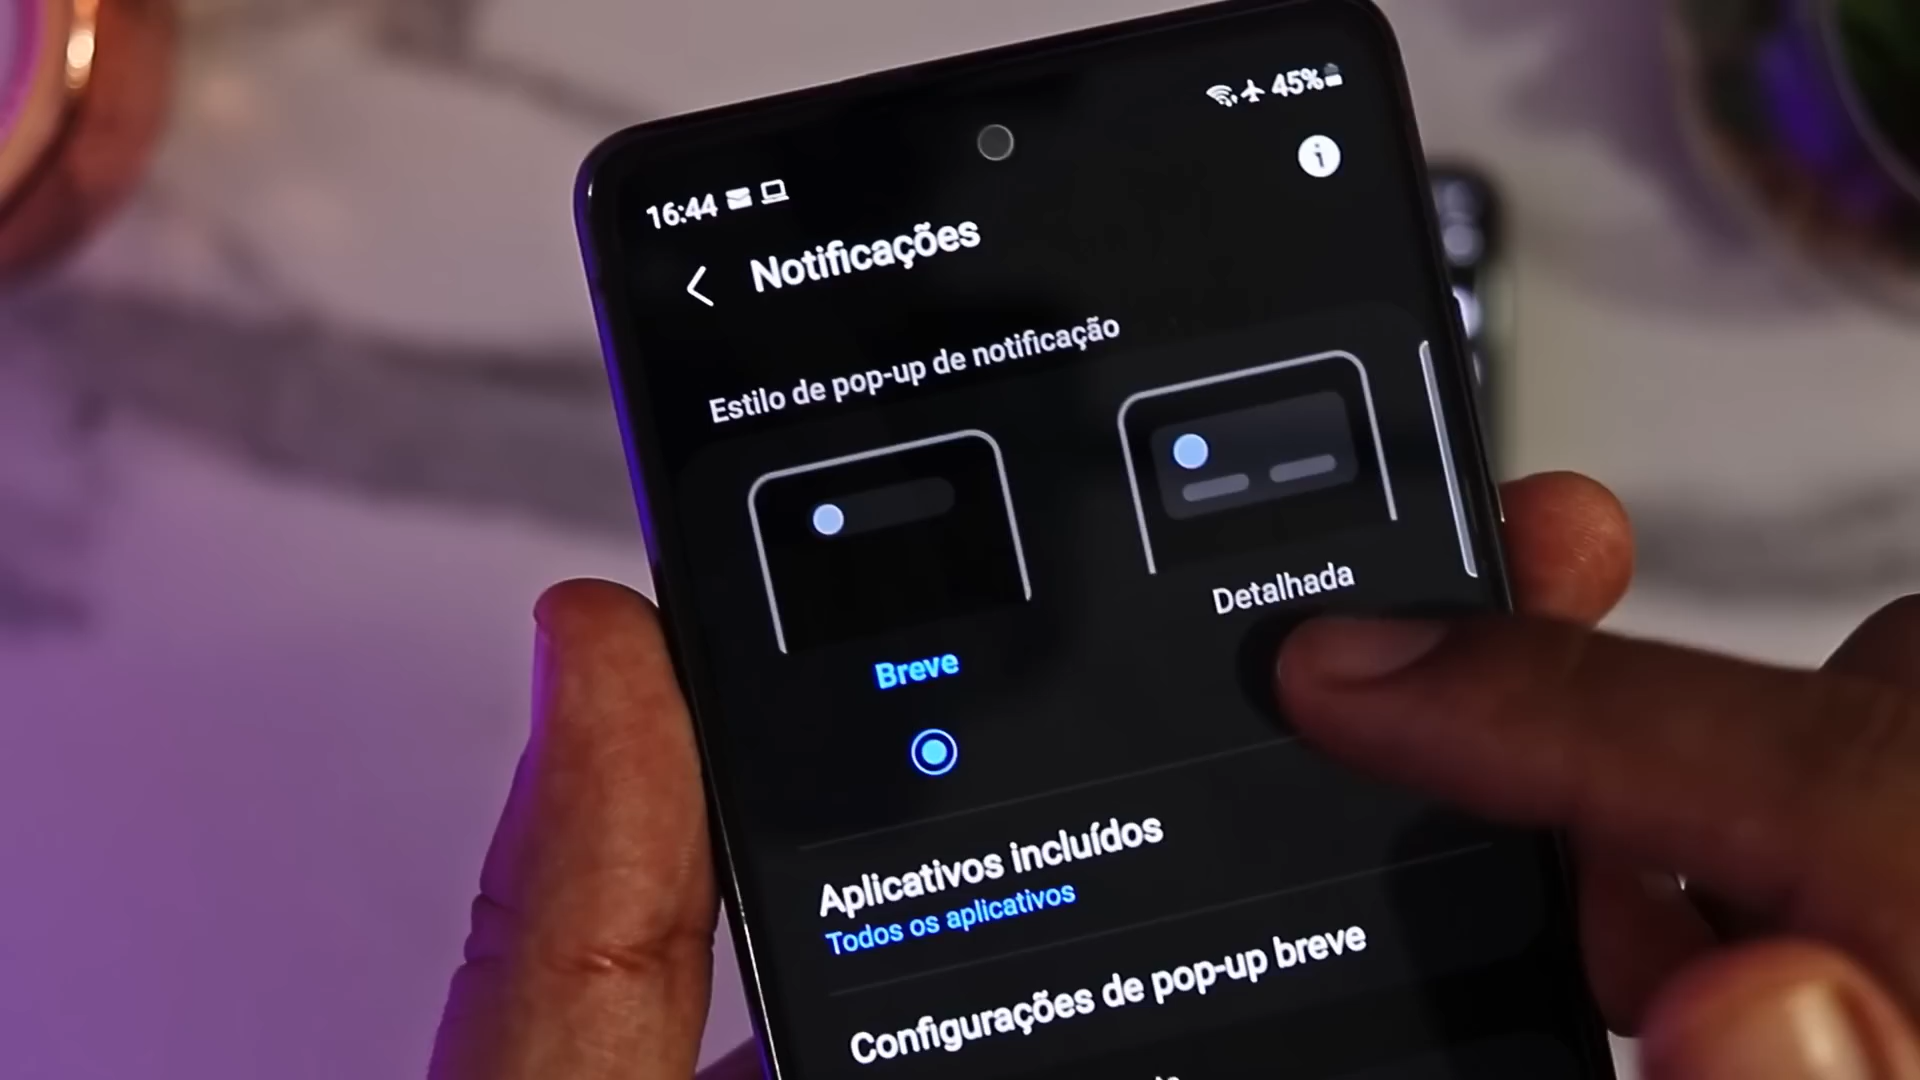 45%
16:44
Notificações
Estilo de pop-up de notificação
Detalhada
Breve
Aplicativos incluídos
Todos os aplicativos
Configurações de pop-up breve